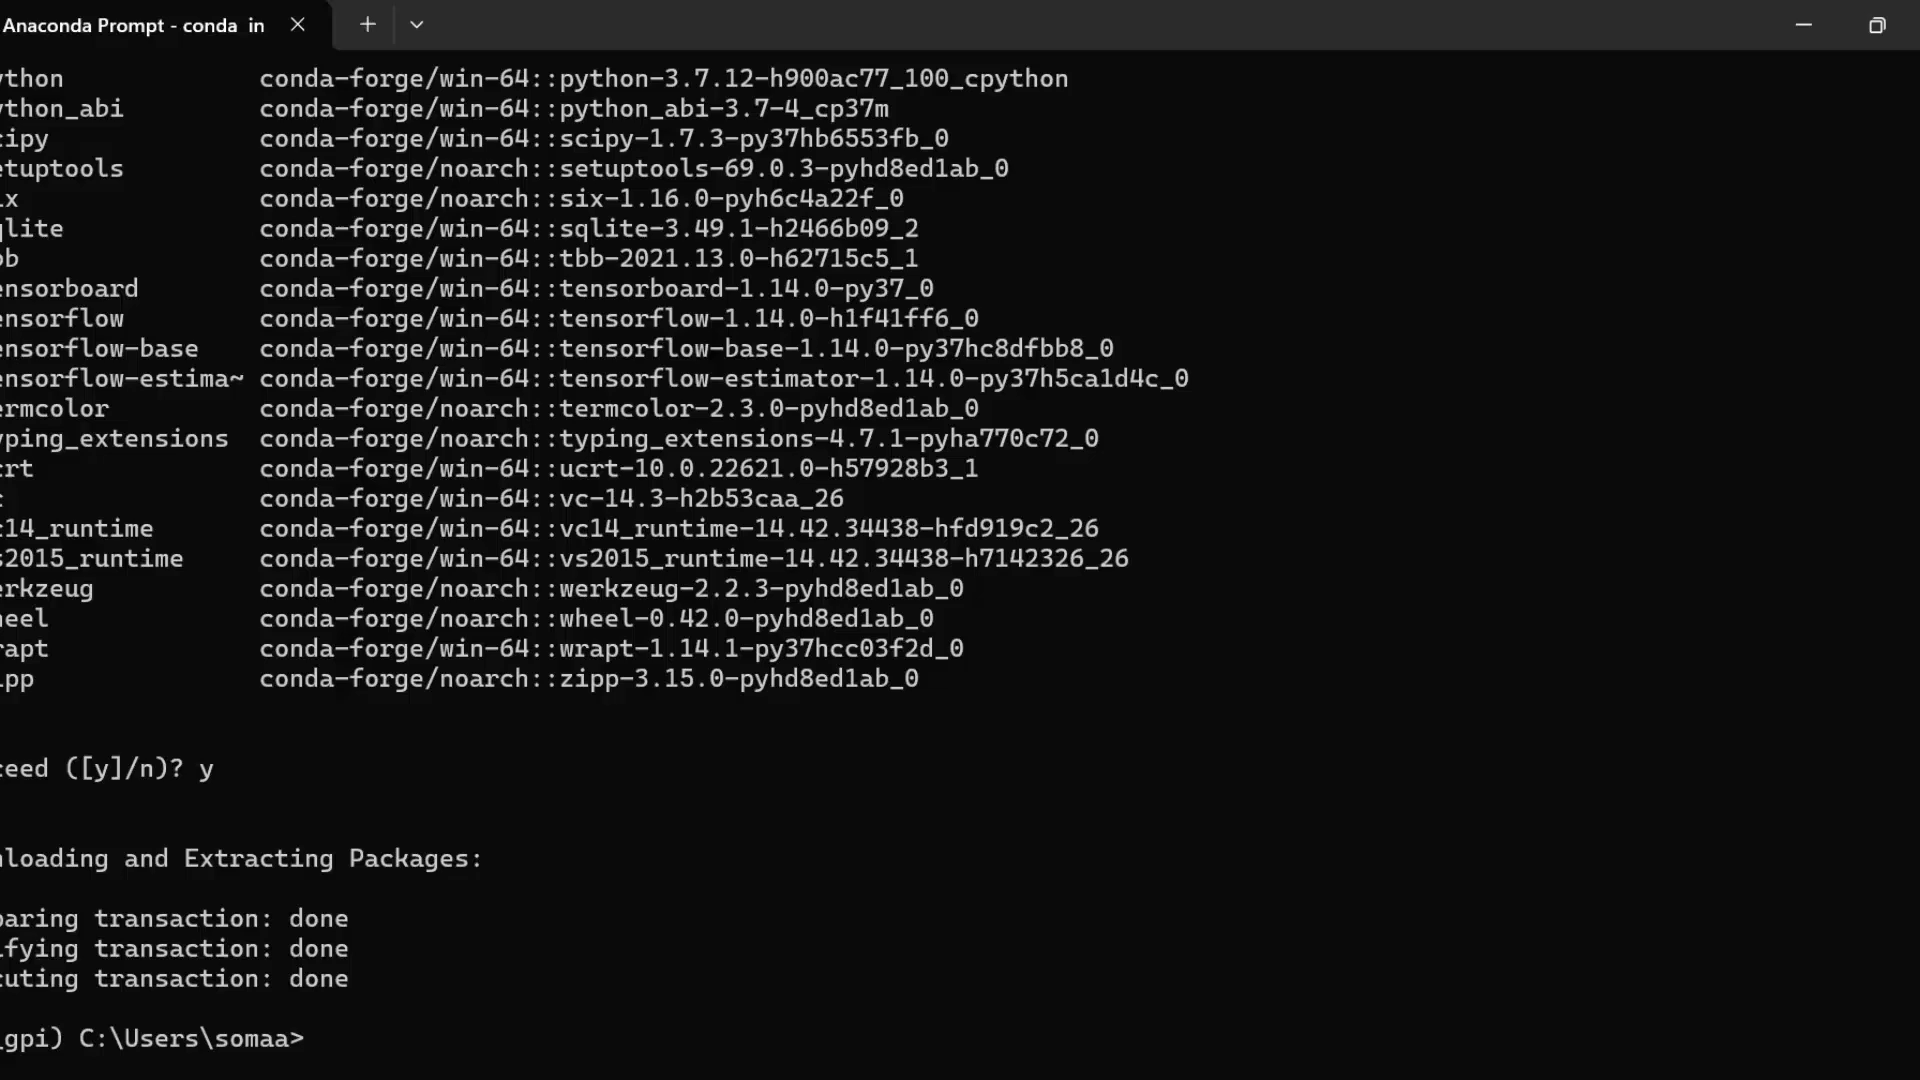 Anaconda Prompt - conda in
ython conda-forge/win-64::python-3.7.12-h900ac77_100_cpython
ython_abi conda-forge/win-64::python_abi-3.7-4_cp37m
cipy conda-forge/win-64::scipy-1.7.3-py37hb6553fb_0
etuptools conda-forge/noarch::setuptools-69.0.3-pyhd8ed1ab_0
ix conda-forge/noarch::six-1.16.0-pyh6c4a22f_0
qlite conda-forge/win-64::sqlite-3.49.1-h2466b09_2
bb conda-forge/win-64::tbb-2021.13.0-h62715c5_1
ensorboard conda-forge/win-64::tensorboard-1.14.0-py37_0
ensorflow conda-forge/win-64::tensorflow-1.14.0-h1f41ff6_0
ensorflow-base conda-forge/win-64::tensorflow-base-1.14.0-py37hc8dfbb8_0
ensorflow-estima~ conda-forge/win-64::tensorflow-estimator-1.14.0-py37h5ca1d4c_0
ermcolor conda-forge/noarch::termcolor-2.3.0-pyhd8ed1ab_0
yping_extensions conda-forge/noarch::typing_extensions-4.7.1-pyha770c72_0
crt conda-forge/win-64::ucrt-10.0.22621.0-h57928b3_1
c conda-forge/win-64::vc-14.3-h2b53caa_26
c14_runtime conda-forge/win-64::vc14_runtime-14.42.34438-hfd919c2_26
s2015_runtime conda-forge/win-64::vs2015_runtime-14.42.34438-h7142326_26
erkzeug conda-forge/noarch::werkzeug-2.2.3-pyhd8ed1ab_0
heel conda-forge/noarch::wheel-0.42.0-pyhd8ed1ab_0
rapt conda-forge/win-64::wrapt-1.14.1-py37hcc03f2d_0
ipp conda-forge/noarch::zipp-3.15.0-pyhd8ed1ab_0
ceed ([y]/n)? y
nloading and Extracting Packages:
paring transaction: done
ifying transaction: done
cuting transaction: done
_gpi) C:\Users\somaa>